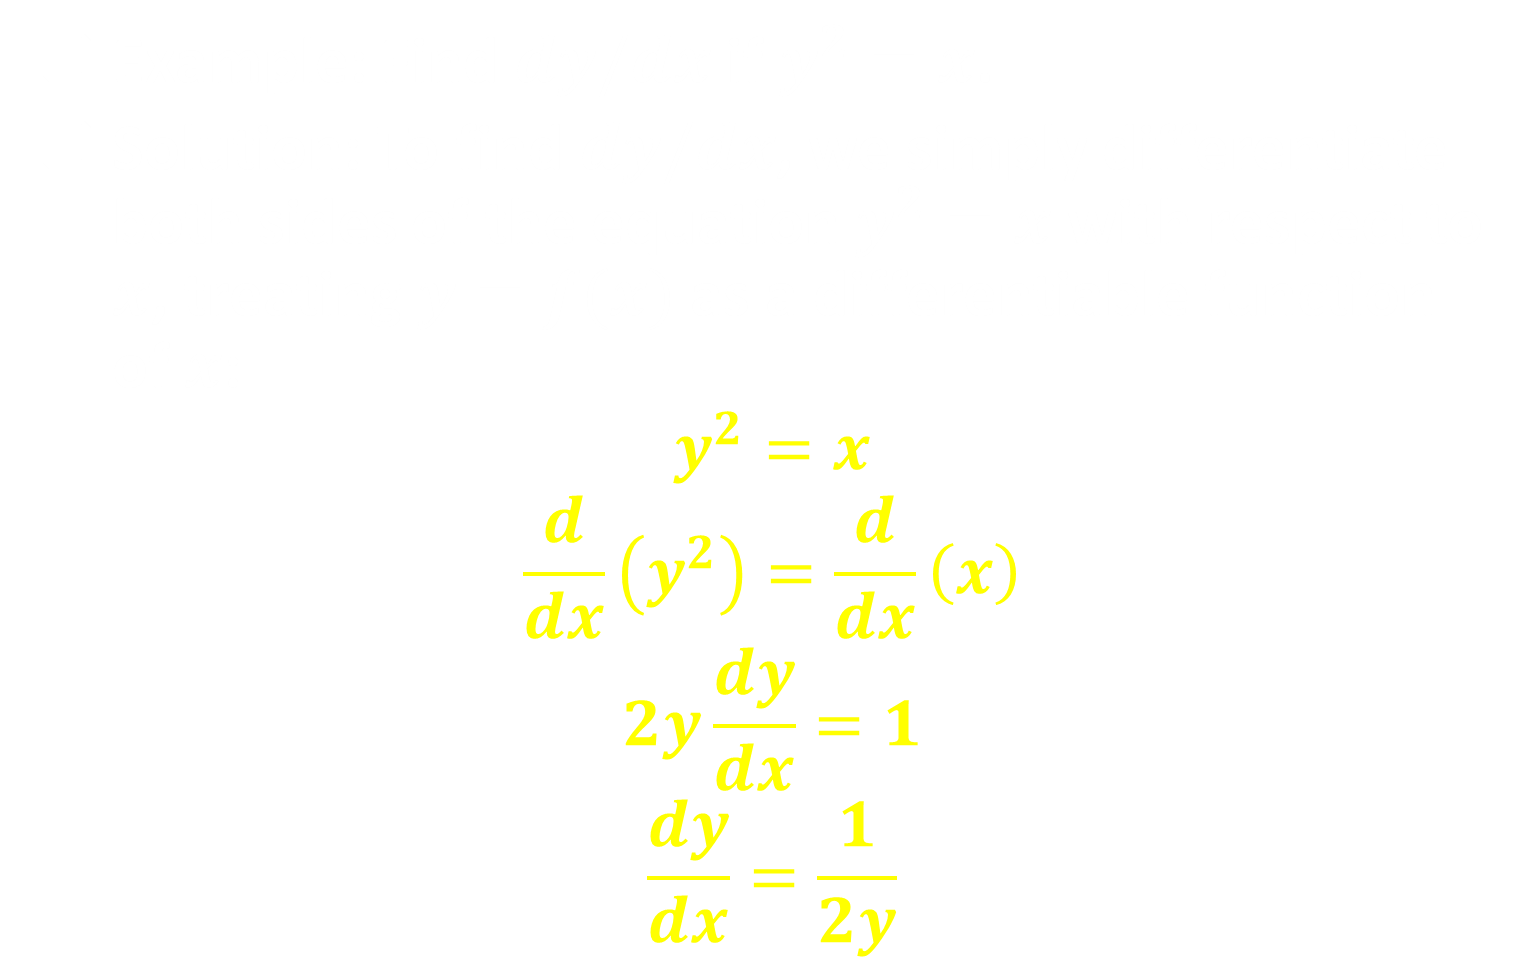 y² = x
d/dx (y²) = d/dx (x)
2y dy/dx = 1
dy/dx = 1/2y